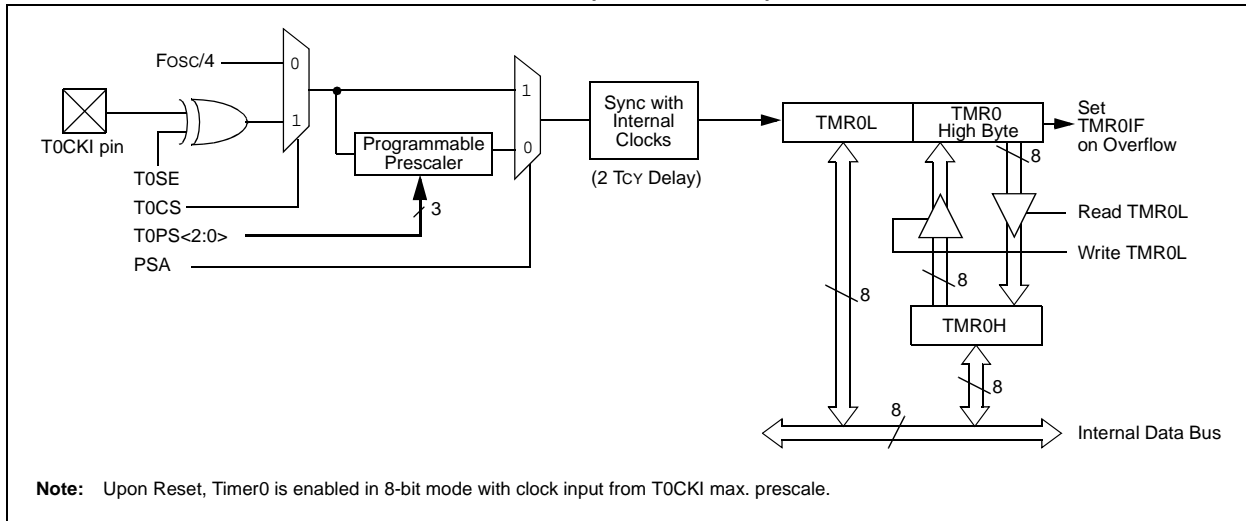 FOSC/4
T0CKI pin
T0SE
T0CS
T0PS<2:0>
PSA
0
1
Programmable
Prescaler
3
1
0
Sync with
Internal
Clocks
(2 TCY Delay)
TMR0L
TMR0
High Byte
Set
TMR0IF
on Overflow
8
Read TMR0L
Write TMR0L
8
8
TMR0H
8
8
Internal Data Bus
Note: Upon Reset, Timer0 is enabled in 8-bit mode with clock input from T0CKI max. prescale.